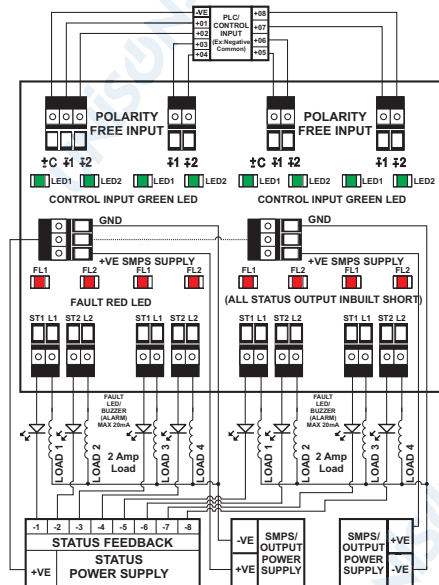 -VE
+01
+02
+03
+04
PLC/
CONTROL
INPUT
(Ex:Negative
Common)
+08
+07
+06
+05
POLARITY
FREE INPUT
POLARITY
FREE INPUT
±C ∓1 ∓2
∓1 ∓2
±C ∓1 ∓2
∓1 ∓2
LED1 LED2 LED1 LED2
LED1 LED2 LED1 LED2
CONTROL INPUT GREEN LED
CONTROL INPUT GREEN LED
GND
GND
+VE SMPS SUPPLY
+VE SMPS SUPPLY
FL1 FL2 FL1 FL2
FL1 FL2 FL1 FL2
FAULT RED LED
(ALL STATUS OUTPUT INBUILT SHORT)
ST1 L1 ST2 L2
ST1 L1 ST2 L2
ST1 L1 ST2 L2
ST1 L1 ST2 L2
FAULT
LED/
BUZZER
(ALARM)
MAX 20mA
FAULT
LED/
BUZZER
(ALARM)
MAX 20mA
LOAD 1
LOAD 2
2 Amp
Load
LOAD 3
LOAD 4
LOAD 1
LOAD 2
2 Amp
Load
LOAD 3
LOAD 4
-1 -2 -3 -4 -5 -6 -7 -8
STATUS FEEDBACK
+VE
STATUS
POWER SUPPLY
-VE
+VE
SMPS/
OUTPUT
POWER
SUPPLY
SMPS/
OUTPUT
POWER
SUPPLY
+VE
-VE